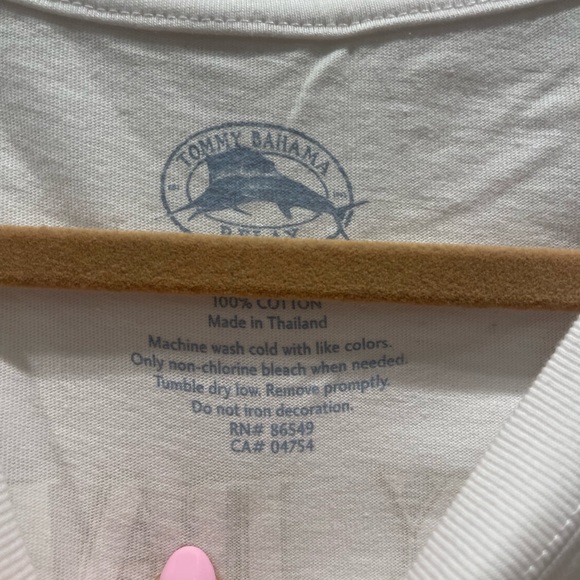 TOMMY BAHAMA
RELAX
100% COTTON
Made in Thailand
Machine wash cold with like colors.
Only non-chlorine bleach when needed.
Tumble dry low. Remove promptly.
Do not iron decoration.
RN# 86549
CA# 04754